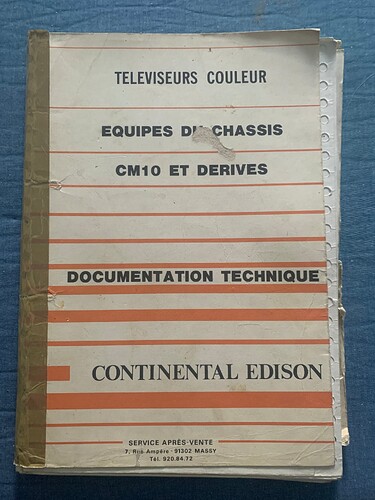 TELEVISEURS COULEUR
EQUIPES DU CHASSIS
CM10 ET DERIVES
DOCUMENTATION TECHNIQUE
CONTINENTAL EDISON
SERVICE APRÈS-VENTE
7, Rue Ampère - 91302 MASSY
Tél. 920.84.72